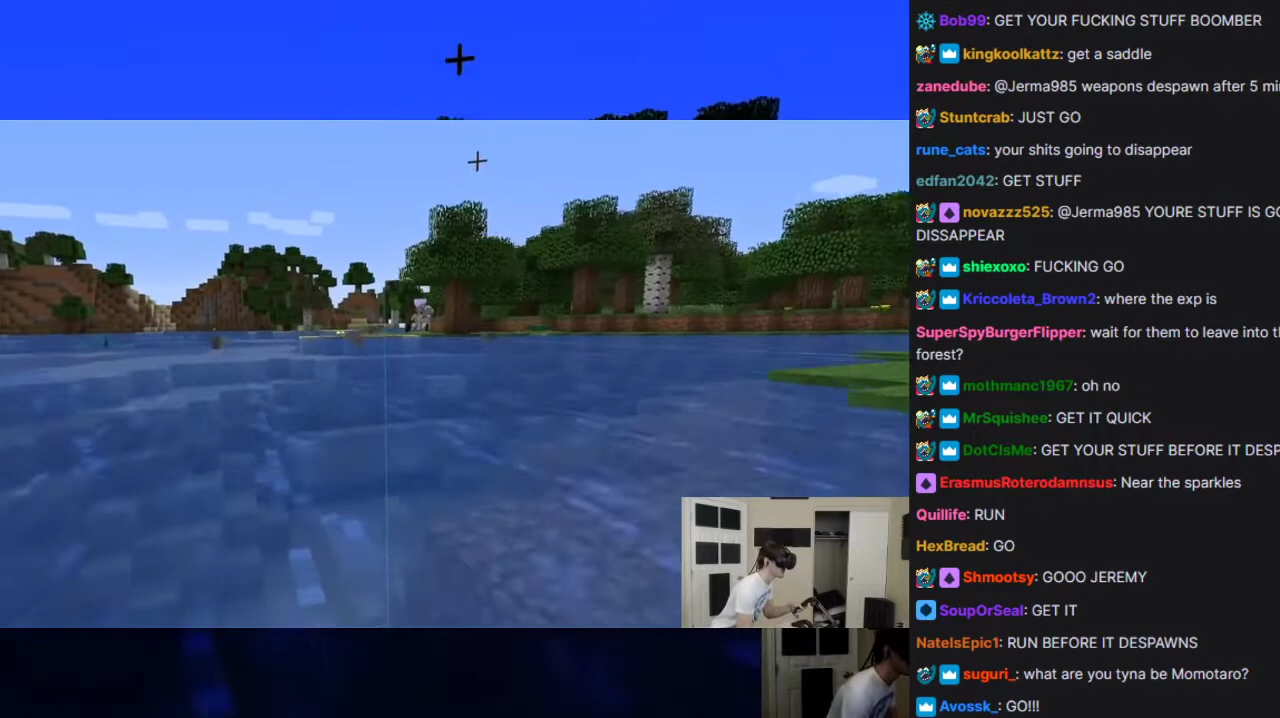 Bob99: GET YOUR FUCKING STUFF BOOMBER
kingkoolkattz: get a saddle
zanedube: @Jerma985 weapons despawn after 5 mi
Stuntcrab: JUST GO
rune_cats: your shits going to disappear
edfan2042: GET STUFF
novazzz525: @Jerma985 YOURE STUFF IS GO
DISSAPPEAR
shiexoxo: FUCKING GO
Kriccoleta_Brown2: where the exp is
SuperSpyBurgerFlipper: wait for them to leave into th
forest?
mothmanc1967: oh no
MrSquishee: GET IT QUICK
DotCIsMe: GET YOUR STUFF BEFORE IT DESP
ErasmusRoterodamnsus: Near the sparkles
Quillife: RUN
HexBread: GO
Shmootsy: GOOO JEREMY
SoupOrSeal: GET IT
NateIsEpic1: RUN BEFORE IT DESPAWNS
suguri_: what are you tyna be Momotaro?
Avossk_: GO!!!